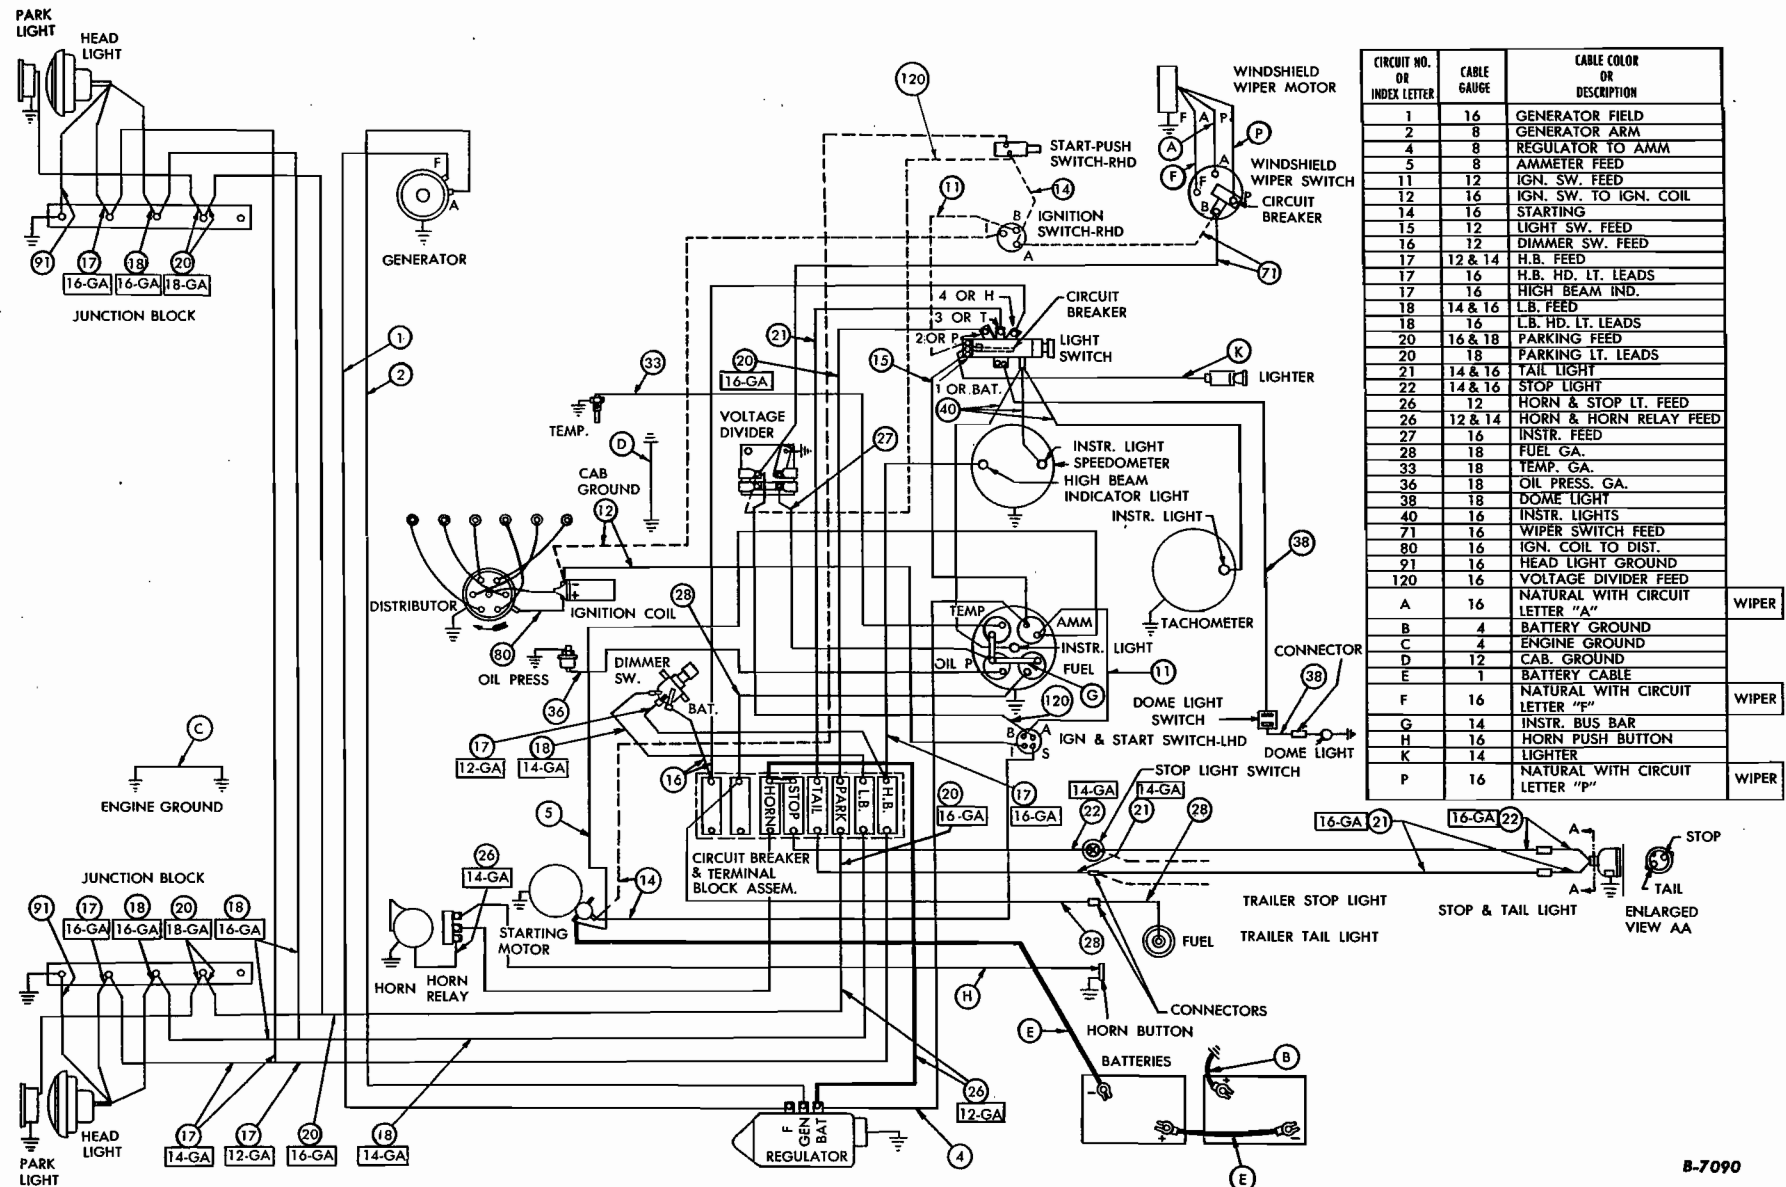 PARK
LIGHT
HEAD
LIGHT
91
17
18
20
16-GA
16-GA
18-GA
JUNCTION BLOCK
F
A
GENERATOR
1
2
33
TEMP.
D
CAB
GROUND
12
DISTRIBUTOR
- +
IGNITION COIL
80
OIL PRESS
36
DIMMER
SW.
BAT.
28
17
12-GA
18
14-GA
16
C
ENGINE GROUND
5
26
14-GA
STARTING
MOTOR
14
HORN
HORN
RELAY
JUNCTION BLOCK
91
17
18
20
18
16-GA
16-GA
18-GA
16-GA
PARK
LIGHT
HEAD
LIGHT
17
14-GA
17
12-GA
20
16-GA
18
14-GA
120
START-PUSH
SWITCH-RHD
11
14
B
IGNITION
SWITCH-RHD
A
WINDSHIELD
WIPER MOTOR
F A P
A
P
F
A
F
B
P
WINDSHIELD
WIPER SWITCH
CIRCUIT
BREAKER
71
4 OR H
3 OR T
2 OR P
1 OR BAT.
CIRCUIT
BREAKER
LIGHT
SWITCH
21
20
16-GA
15
K
LIGHTER
40
VOLTAGE
DIVIDER
27
INSTR. LIGHT
SPEEDOMETER
HIGH BEAM
INDICATOR LIGHT
INSTR. LIGHT
TACHOMETER
38
TEMP
AMM
INSTR. LIGHT
OIL P
FUEL
G
11
120
B A
S
IGN & START SWITCH-LHD
DOME LIGHT
SWITCH
CONNECTOR
38
DOME LIGHT
HORN
STOP
TAIL
PARK
L.B.
H.B.
CIRCUIT BREAKER
& TERMINAL
BLOCK ASSEM.
20
16-GA
17
16-GA
STOP LIGHT SWITCH
14-GA
22
14-GA
21
28
28
FUEL
TRAILER STOP LIGHT
TRAILER TAIL LIGHT
16-GA 21
16-GA 22
A
A
STOP & TAIL LIGHT
STOP
TAIL
ENLARGED
VIEW AA
H
HORN BUTTON
CONNECTORS
E
BATTERIES
-
+
+
-
B
E
26
12-GA
4
F
GEN
BAT
REGULATOR
CIRCUIT NO. OR INDEX LETTER CABLE GAUGE CABLE COLOR OR DESCRIPTION
1 16 GENERATOR FIELD
2 8 GENERATOR ARM
4 8 REGULATOR TO AMM
5 8 AMMETER FEED
11 12 IGN. SW. FEED
12 16 IGN. SW. TO IGN. COIL
14 16 STARTING
15 12 LIGHT SW. FEED
16 12 DIMMER SW. FEED
17 12 & 14 H.B. FEED
17 16 H.B. HD. LT. LEADS
17 16 HIGH BEAM IND.
18 14 & 16 L.B. FEED
18 16 L.B. HD. LT. LEADS
20 16 & 18 PARKING FEED
20 18 PARKING LT. LEADS
21 14 & 16 TAIL LIGHT
22 14 & 16 STOP LIGHT
26 12 HORN & STOP LT. FEED
26 12 & 14 HORN & HORN RELAY FEED
27 16 INSTR. FEED
28 18 FUEL GA.
33 18 TEMP. GA.
36 18 OIL PRESS. GA.
38 18 DOME LIGHT
40 16 INSTR. LIGHTS
71 16 WIPER SWITCH FEED
80 16 IGN. COIL TO DIST.
91 16 HEAD LIGHT GROUND
120 16 VOLTAGE DIVIDER FEED
A 16 NATURAL WITH CIRCUIT LETTER "A" WIPER
B 4 BATTERY GROUND
C 4 ENGINE GROUND
D 12 CAB. GROUND
E 1 BATTERY CABLE
F 16 NATURAL WITH CIRCUIT LETTER "F" WIPER
G 14 INSTR. BUS BAR
H 16 HORN PUSH BUTTON
K 14 LIGHTER
P 16 NATURAL WITH CIRCUIT LETTER "P" WIPER
B-7090